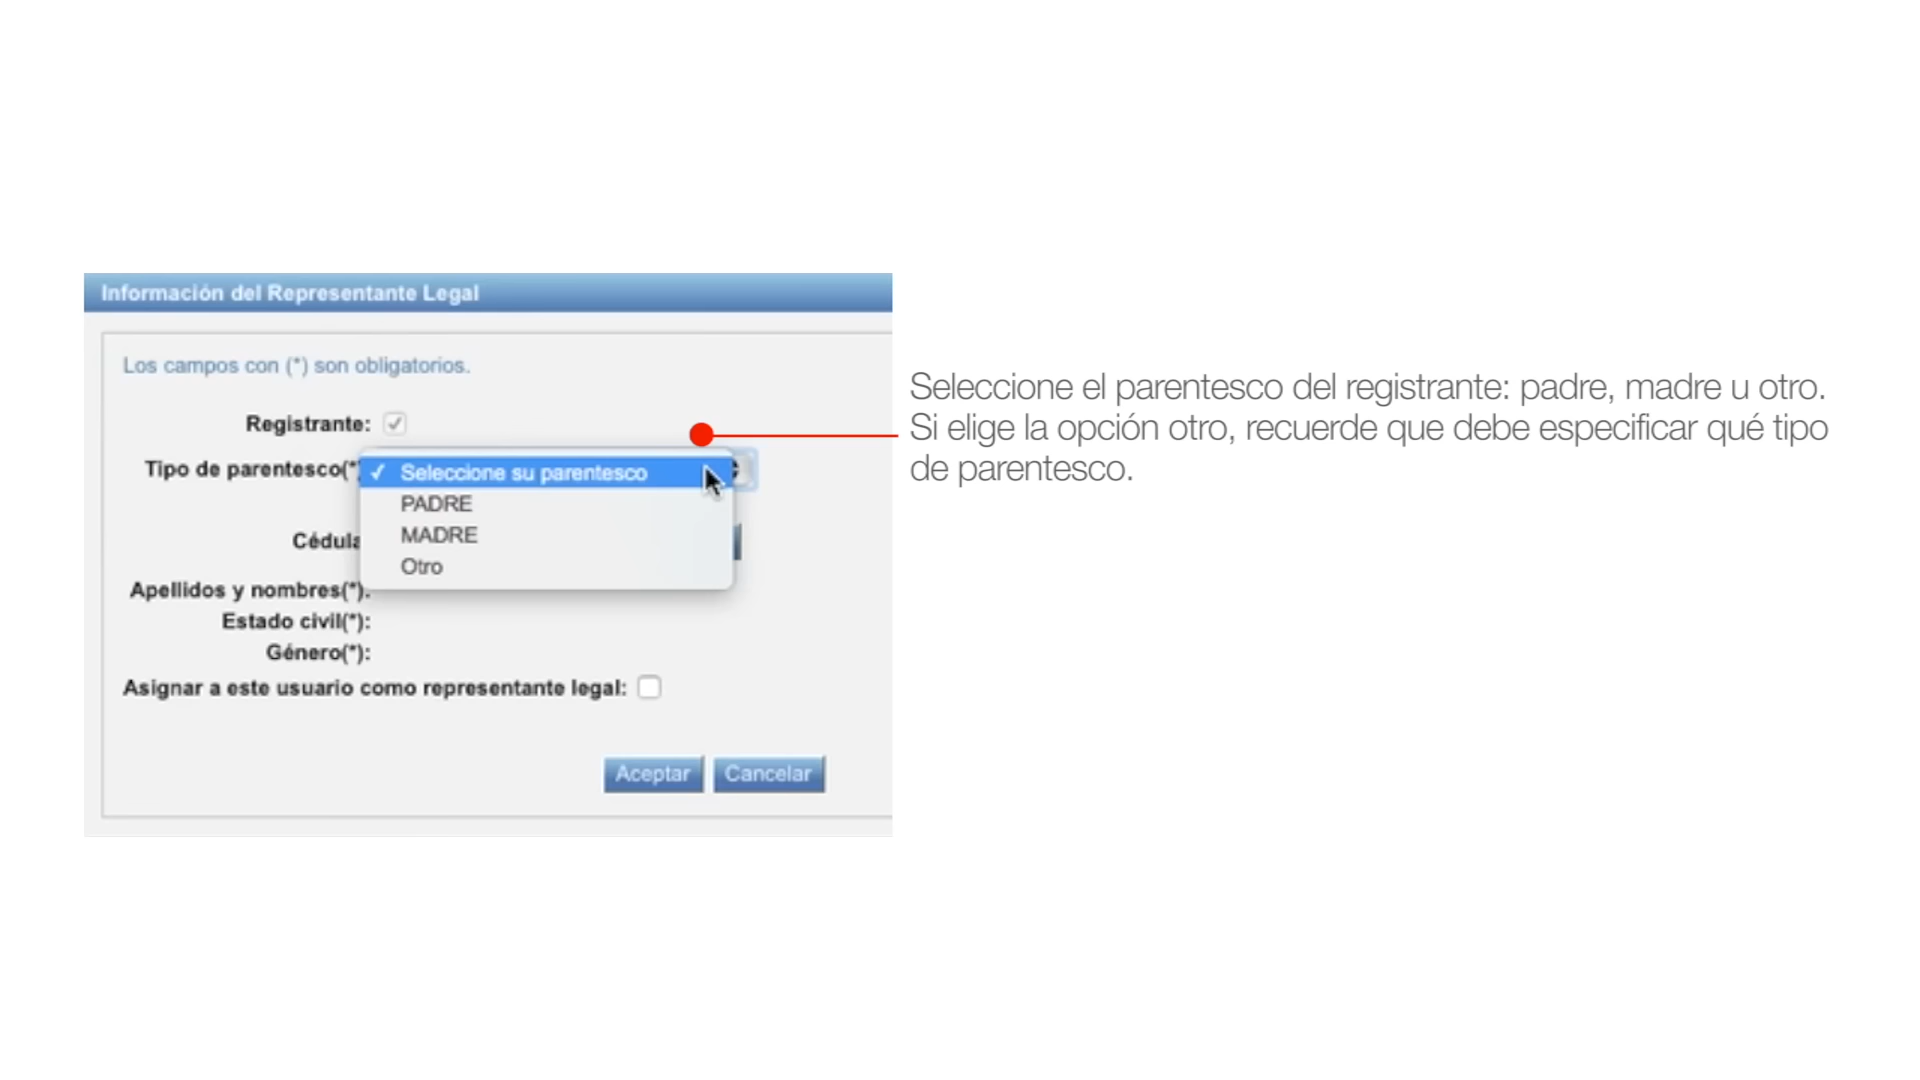 Información del Representante Legal
Los campos con (*) son obligatorios.
Registrante:
Tipo de parentesco(*
Seleccione su parentesco
PADRE
MADRE
Otro
Cédula
Apellidos y nombres(*):
Estado civil(*):
Género(*):
Asignar a este usuario como representante legal:
Aceptar Cancelar
Seleccione el parentesco del registrante: padre, madre u otro.
Si elige la opción otro, recuerde que debe especificar qué tipo
de parentesco.